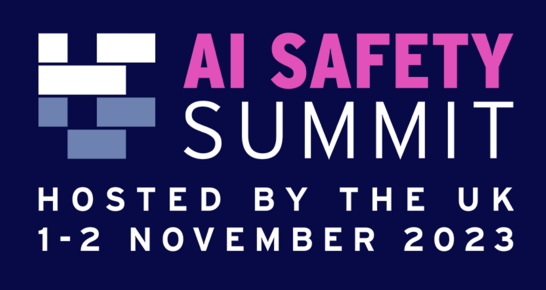 AI SAFETY
SUMMIT
HOSTED BY THE UK
1-2 NOVEMBER 2023